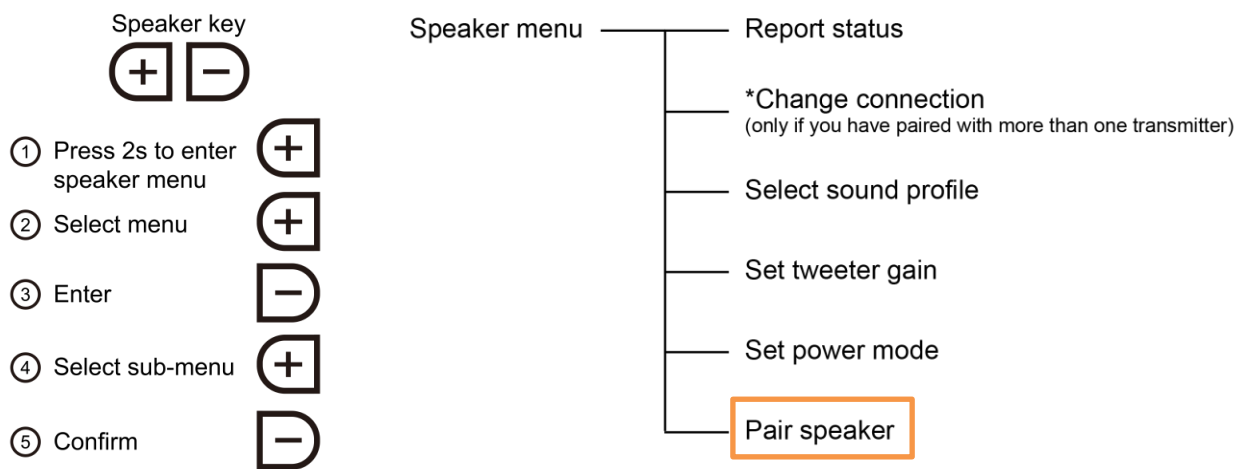 Speaker key
+ −
① Press 2s to enter
speaker menu
+
② Select menu
+
③ Enter
−
④ Select sub-menu
+
⑤ Confirm
−
Speaker menu
Report status
*Change connection
(only if you have paired with more than one transmitter)
Select sound profile
Set tweeter gain
Set power mode
Pair speaker